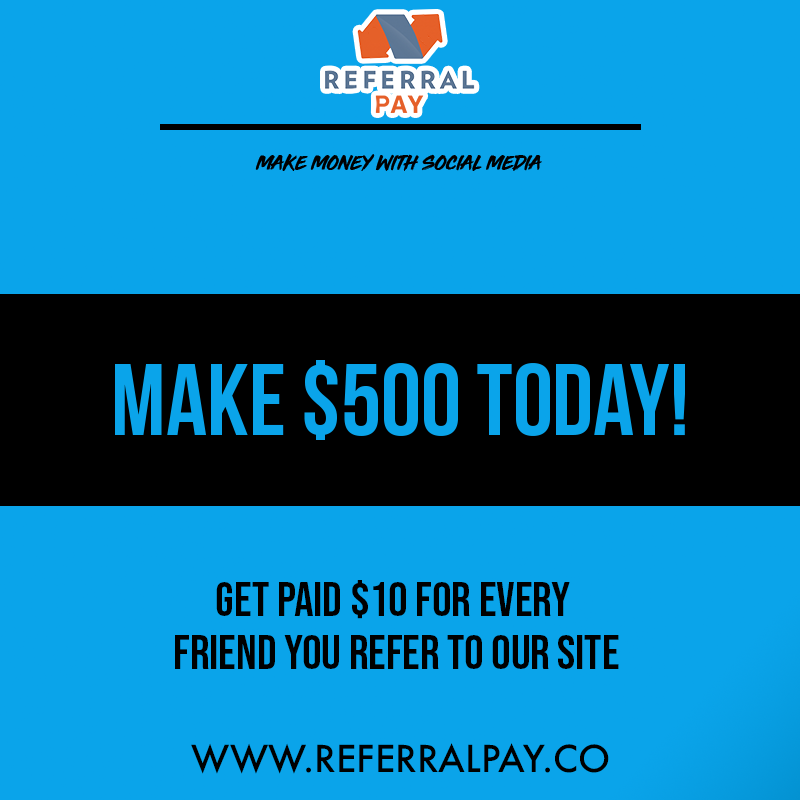 REFERRAL
PAY
MAKE MONEY WITH SOCIAL MEDIA
MAKE $500 TODAY!
GET PAID $10 FOR EVERY
FRIEND YOU REFER TO OUR SITE
WWW.REFERRALPAY.CO